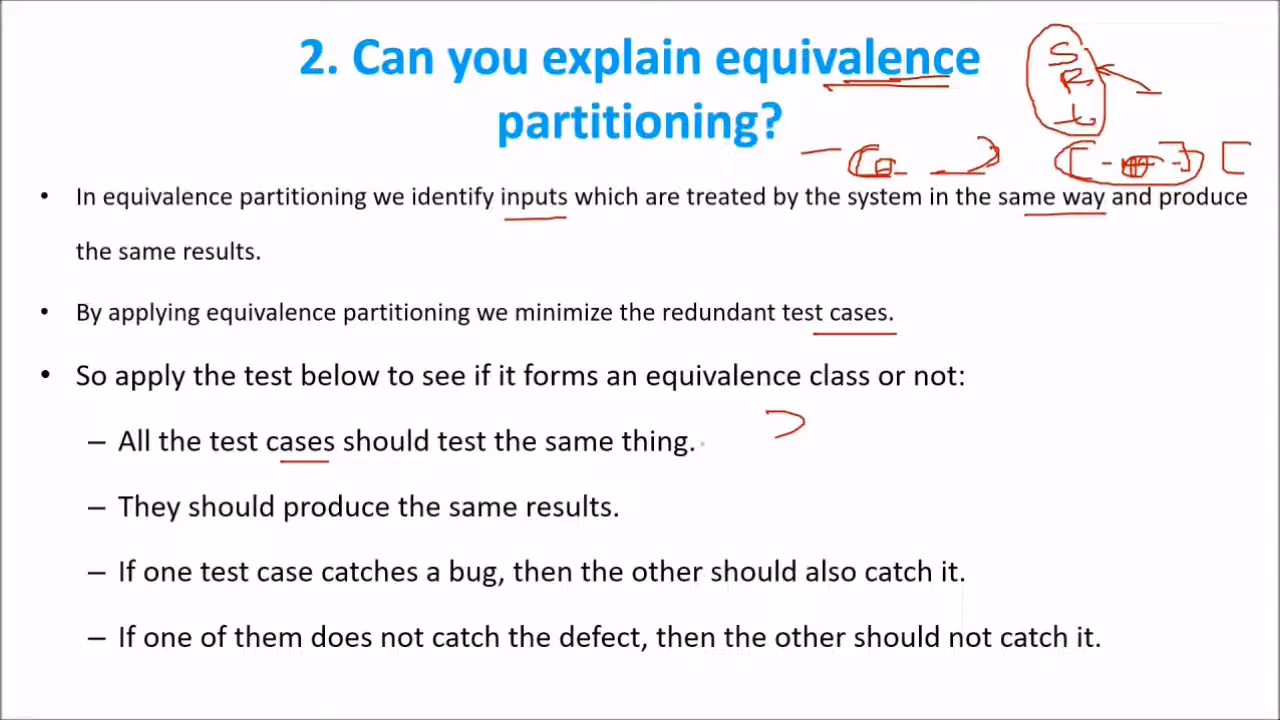 2. Can you explain equivalence
partitioning?
S
R
• In equivalence partitioning we identify inputs which are treated by the system in the same way and produce
the same results.
• By applying equivalence partitioning we minimize the redundant test cases.
• So apply the test below to see if it forms an equivalence class or not:
– All the test cases should test the same thing.
– They should produce the same results.
– If one test case catches a bug, then the other should also catch it.
– If one of them does not catch the defect, then the other should not catch it.